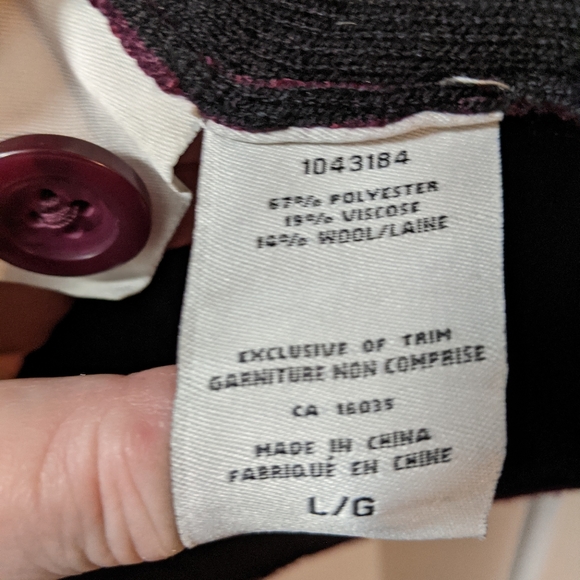 1043184
67% POLYESTER
19% VISCOSE
14% WOOL/LAINE
EXCLUSIVE OF TRIM
GARNITURE NON COMPRISE
CA 16035
MADE IN CHINA
FABRIQUÉ EN CHINE
L/G